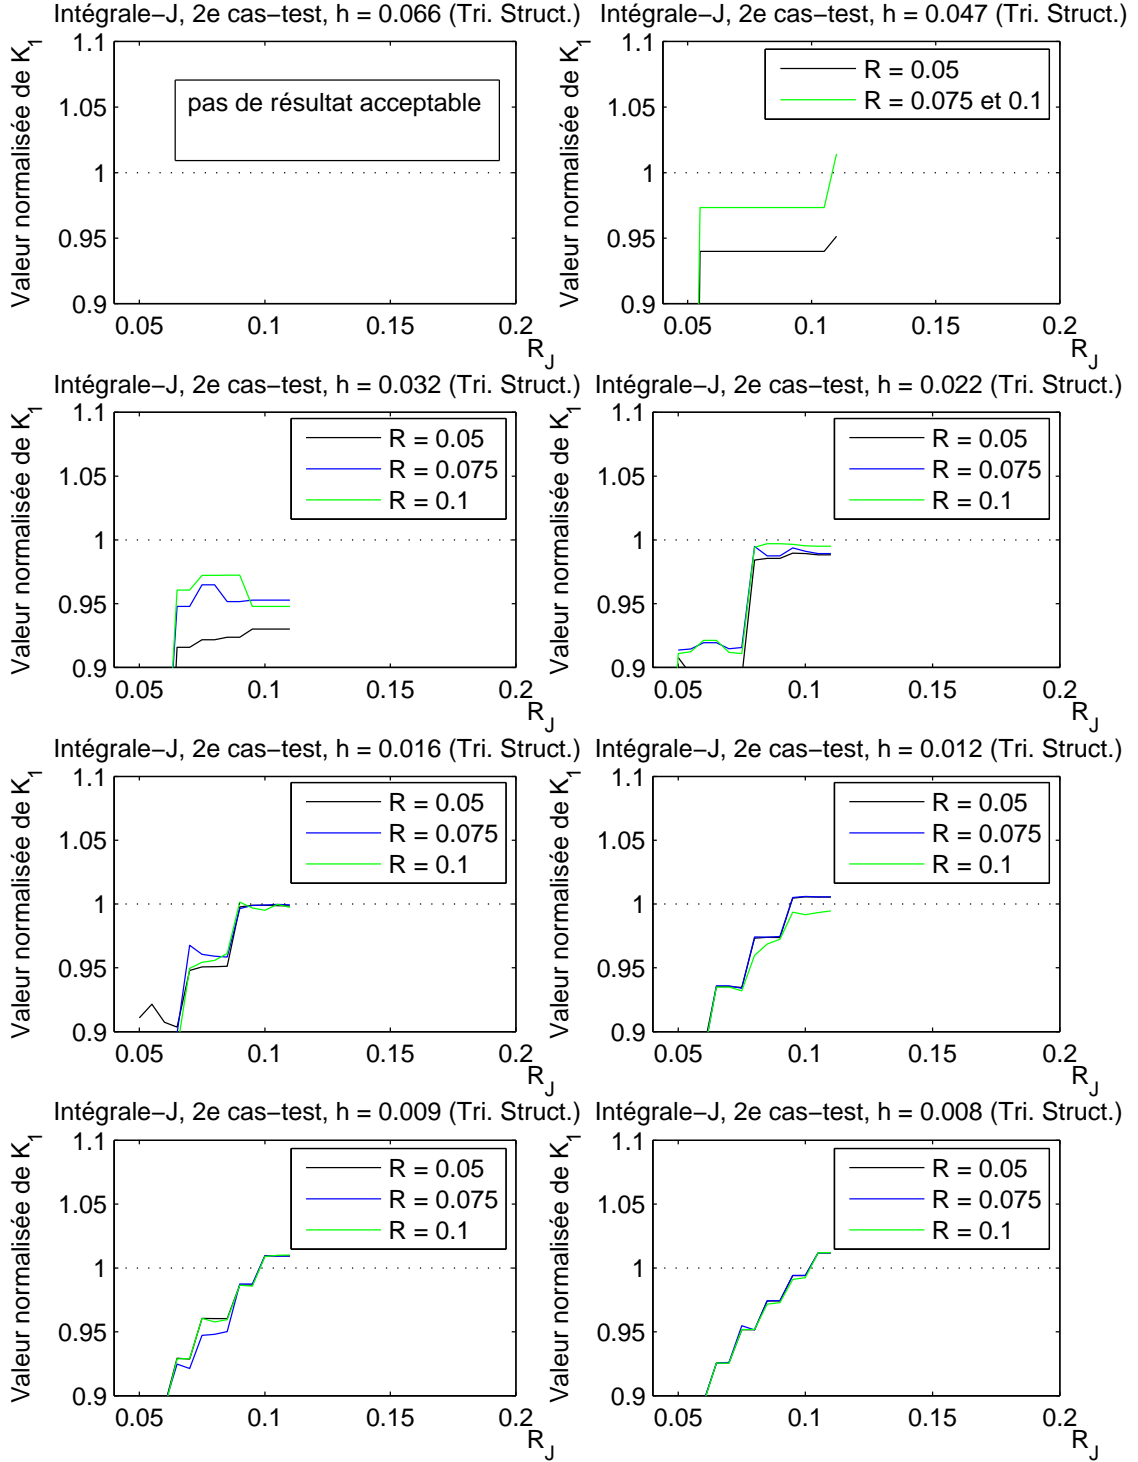 Intégrale−J, 2e cas−test, h = 0.066 (Tri. Struct.)
Valeur normalisée de K1
1.1
1.05
1
0.95
0.9
pas de résultat acceptable
0.05
0.1
0.15
0.2
RJ
Intégrale−J, 2e cas−test, h = 0.047 (Tri. Struct.)
Valeur normalisée de K1
1.1
1.05
1
0.95
0.9
R = 0.05
R = 0.075 et 0.1
0.05
0.1
0.15
0.2
RJ
Intégrale−J, 2e cas−test, h = 0.032 (Tri. Struct.)
Valeur normalisée de K1
1.1
1.05
1
0.95
0.9
R = 0.05
R = 0.075
R = 0.1
0.05
0.1
0.15
0.2
RJ
Intégrale−J, 2e cas−test, h = 0.022 (Tri. Struct.)
Valeur normalisée de K1
1.1
1.05
1
0.95
0.9
R = 0.05
R = 0.075
R = 0.1
0.05
0.1
0.15
0.2
RJ
Intégrale−J, 2e cas−test, h = 0.016 (Tri. Struct.)
Valeur normalisée de K1
1.1
1.05
1
0.95
0.9
R = 0.05
R = 0.075
R = 0.1
0.05
0.1
0.15
0.2
RJ
Intégrale−J, 2e cas−test, h = 0.012 (Tri. Struct.)
Valeur normalisée de K1
1.1
1.05
1
0.95
0.9
R = 0.05
R = 0.075
R = 0.1
0.05
0.1
0.15
0.2
RJ
Intégrale−J, 2e cas−test, h = 0.009 (Tri. Struct.)
Valeur normalisée de K1
1.1
1.05
1
0.95
0.9
R = 0.05
R = 0.075
R = 0.1
0.05
0.1
0.15
0.2
RJ
Intégrale−J, 2e cas−test, h = 0.008 (Tri. Struct.)
Valeur normalisée de K1
1.1
1.05
1
0.95
0.9
R = 0.05
R = 0.075
R = 0.1
0.05
0.1
0.15
0.2
RJ